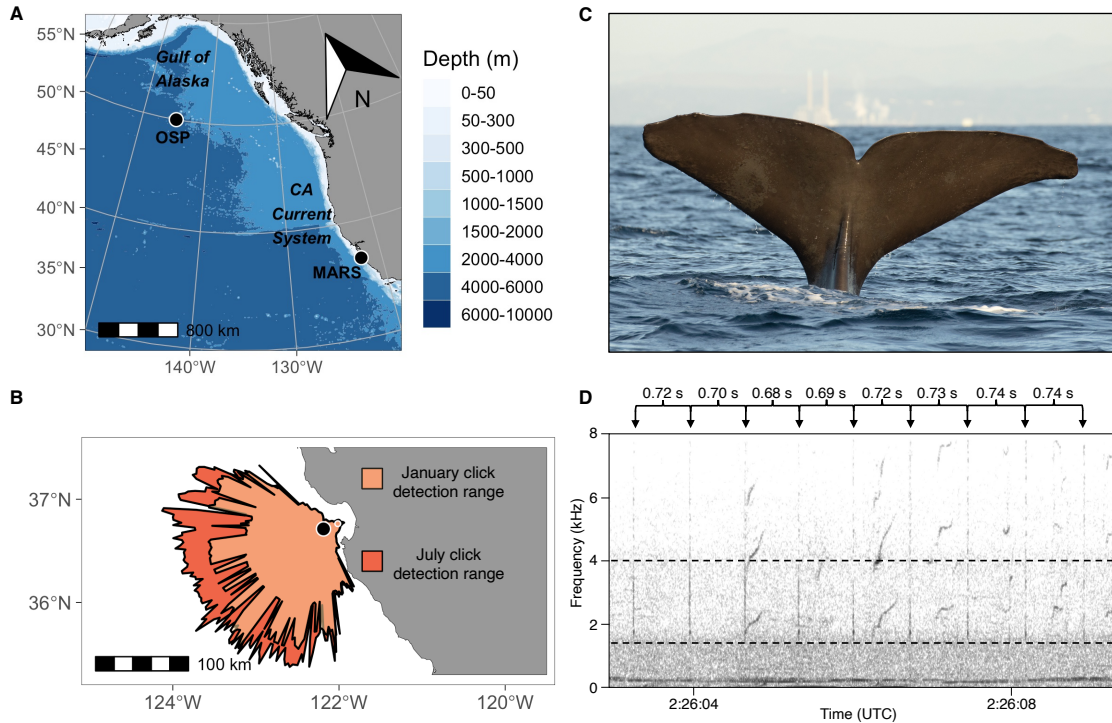 A
55°N
50°N
45°N
40°N
35°N
30°N
Gulf of
Alaska
OSP
CA
Current
System
MARS
N
800 km
140°W
130°W
Depth (m)
0-50
50-300
300-500
500-1000
1000-1500
1500-2000
2000-4000
4000-6000
6000-10000
B
37°N
36°N
January click
detection range
July click
detection range
100 km
124°W
122°W
120°W
C
D
0.72 s 0.70 s 0.68 s 0.69 s 0.72 s 0.73 s 0.74 s 0.74 s
8
6
4
2
0
Frequency (kHz)
2:26:04 2:26:08
Time (UTC)